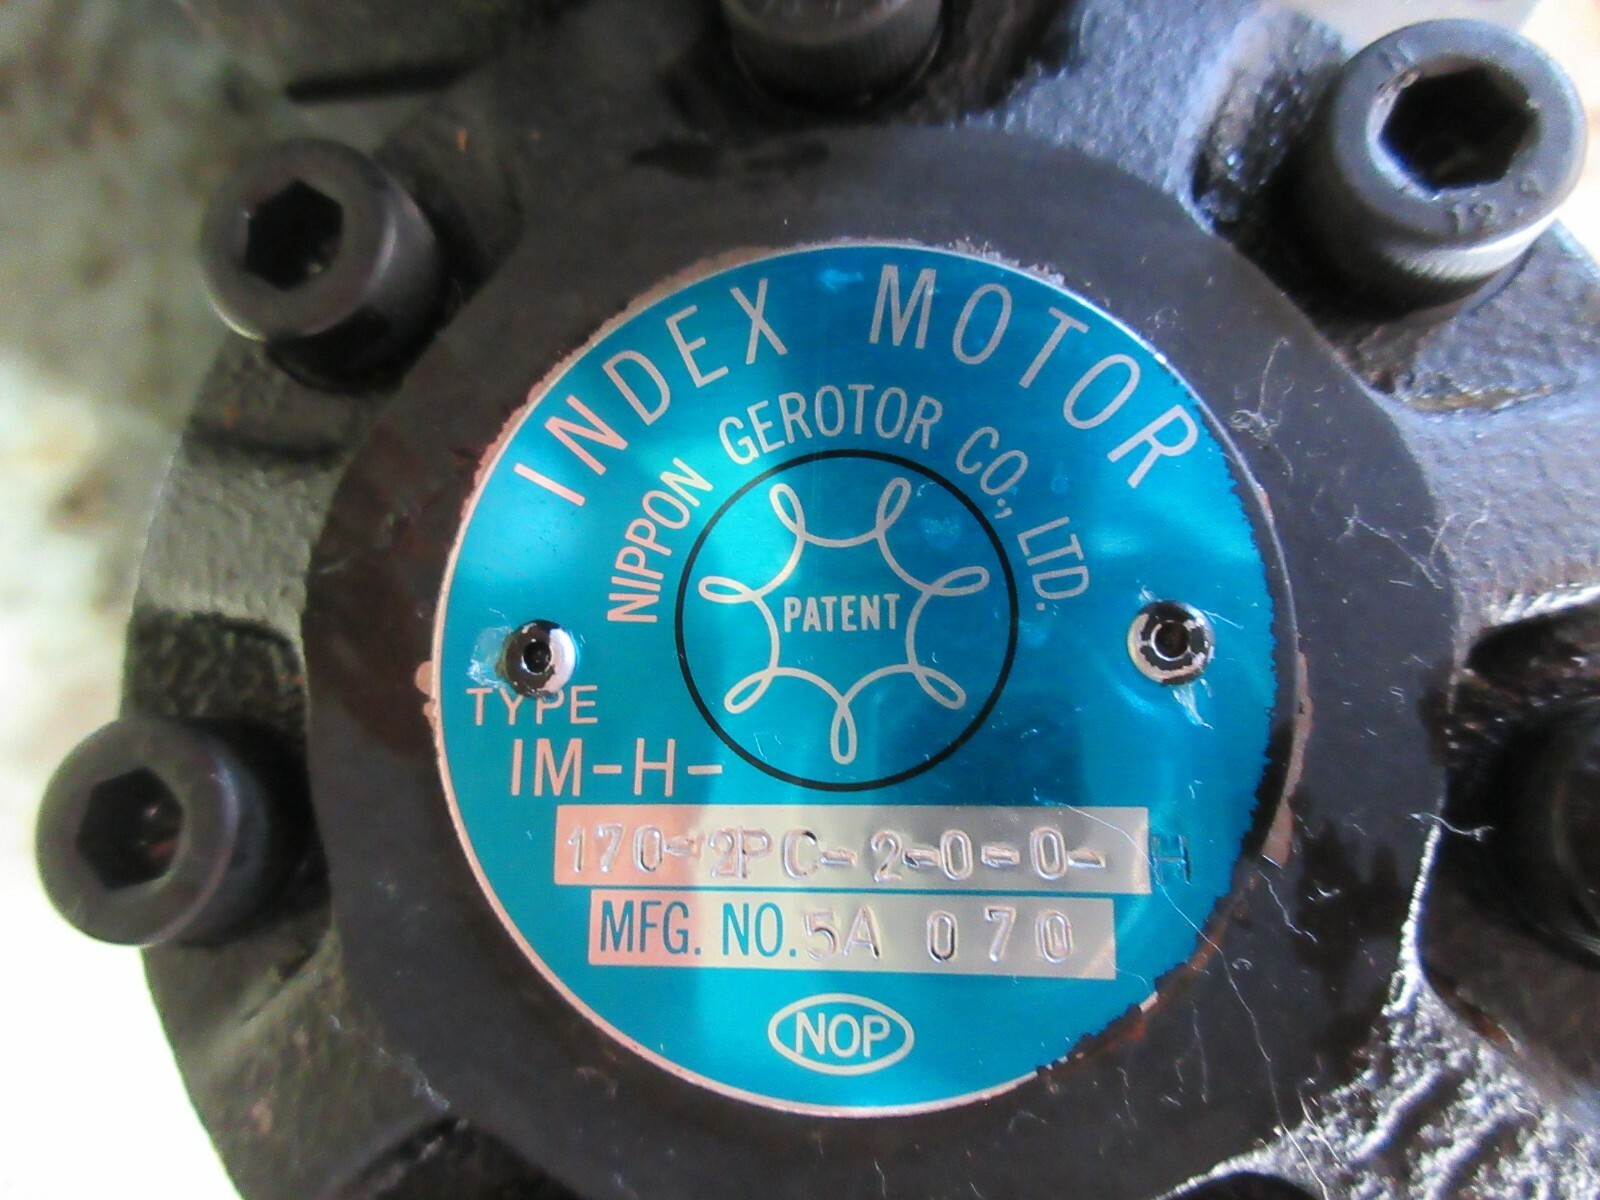 INDEX MOTOR
NIPPON GEROTOR CO., LTD.
PATENT
TYPE
IM-H-
170-2PC-2-0-0-H
MFG. NO. 5A 070
NOP